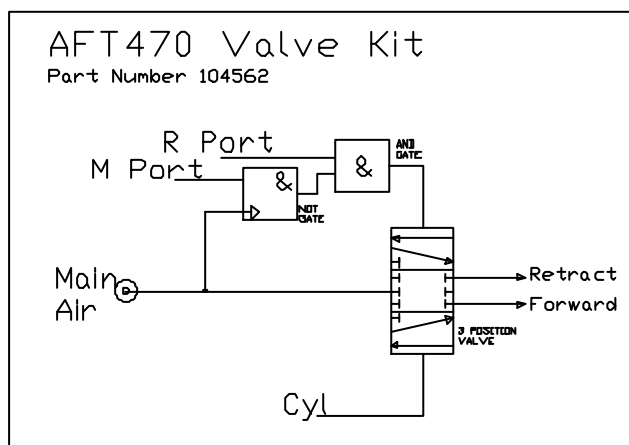 AFT470 Valve Kit
Part Number 104562
R Port
M Port
&
&
AND
GATE
NOT
GATE
Main
Air
Retract
Forward
3 POSITION
VALVE
Cyl